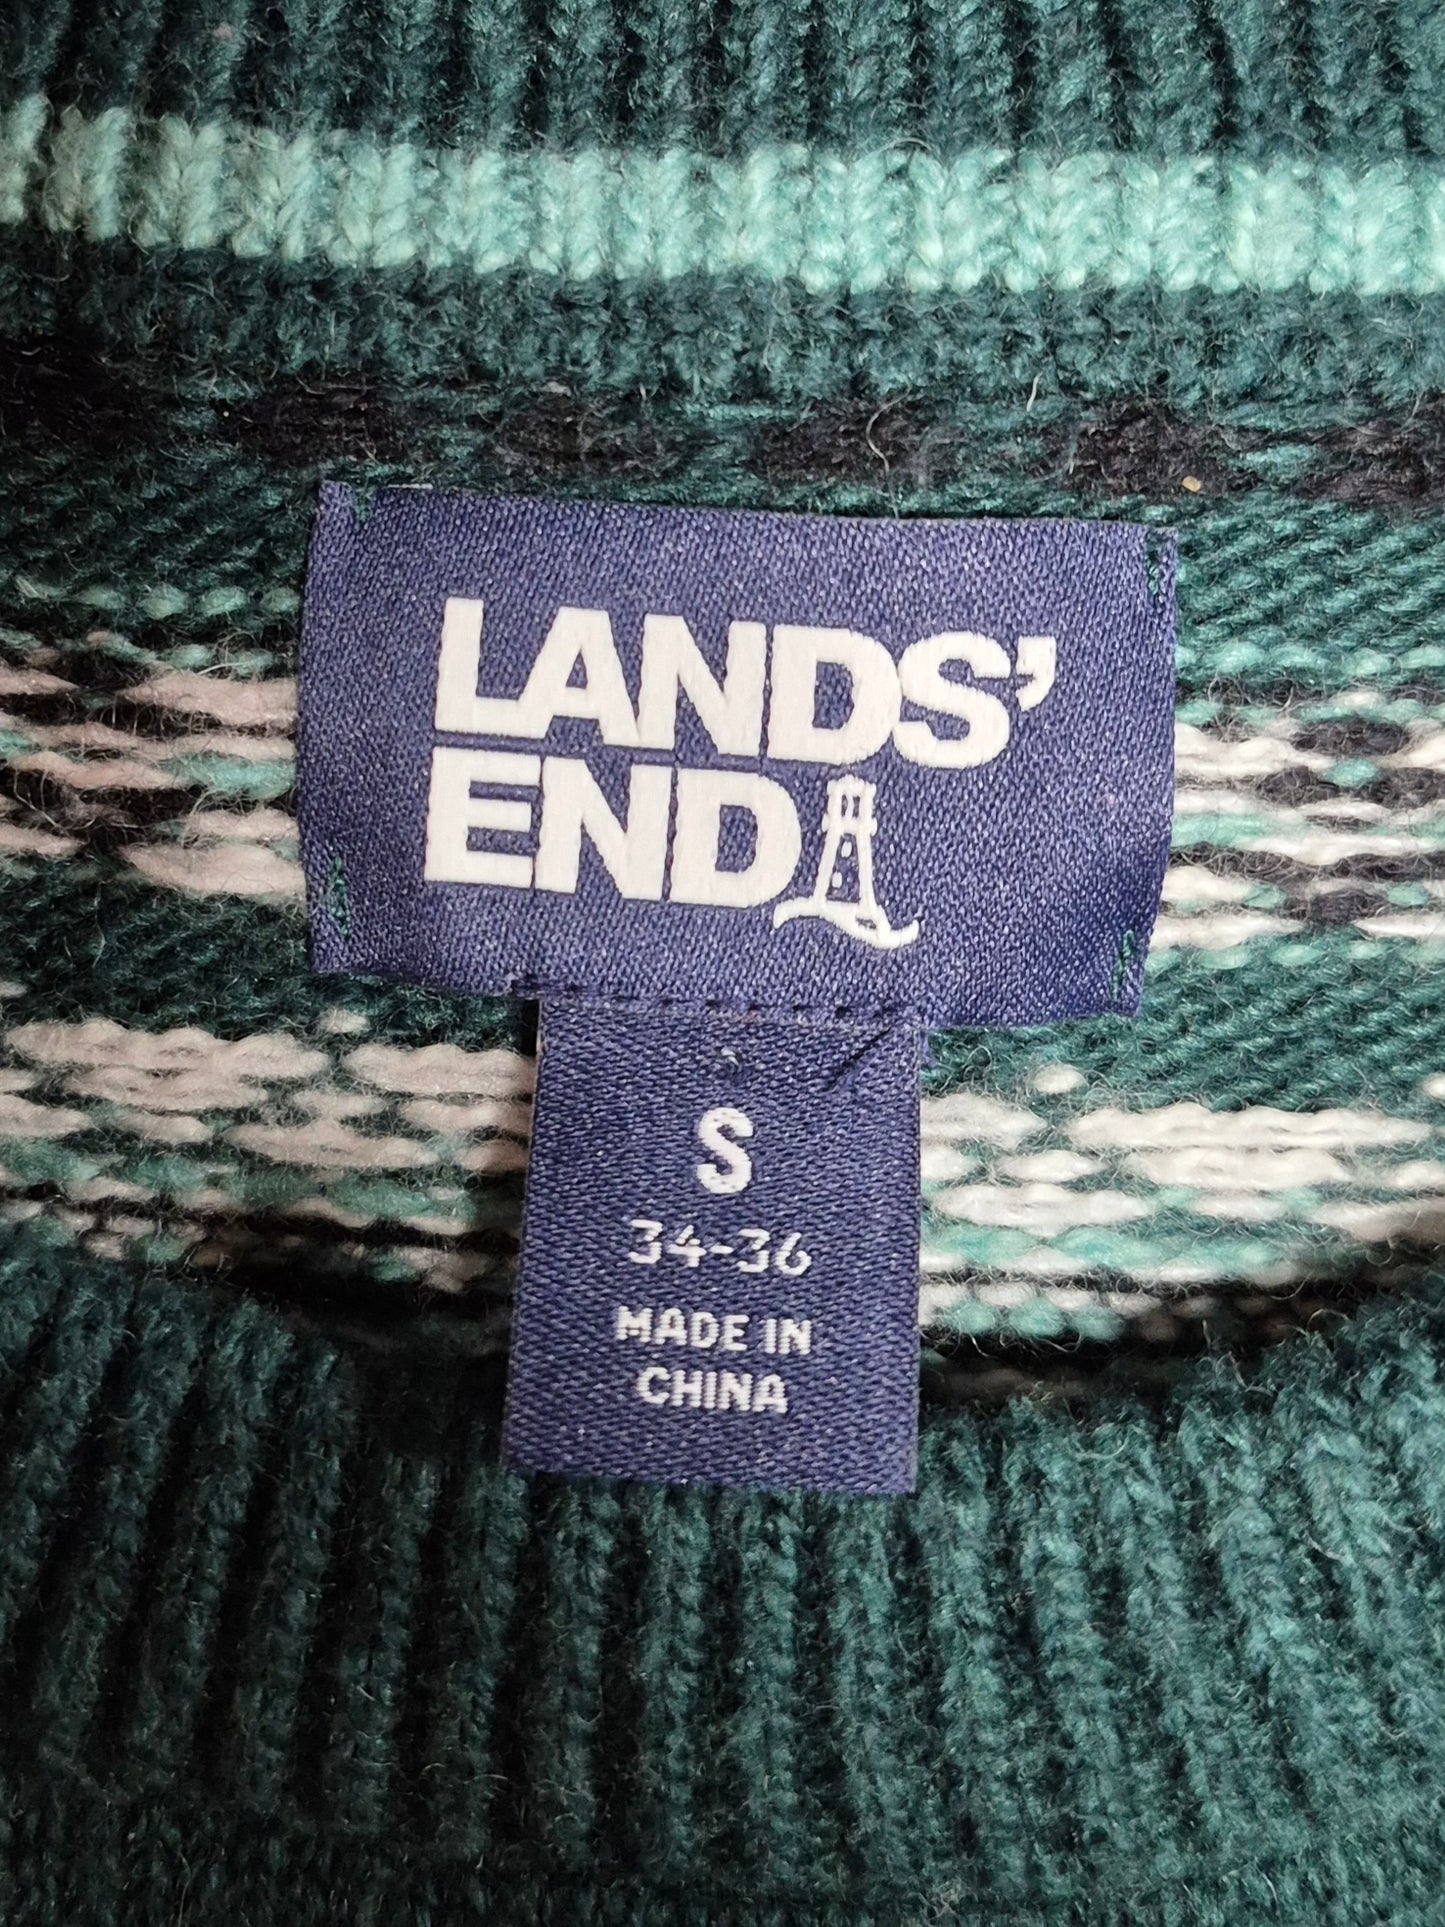 LANDS'
END
S
34-36
MADE IN
CHINA